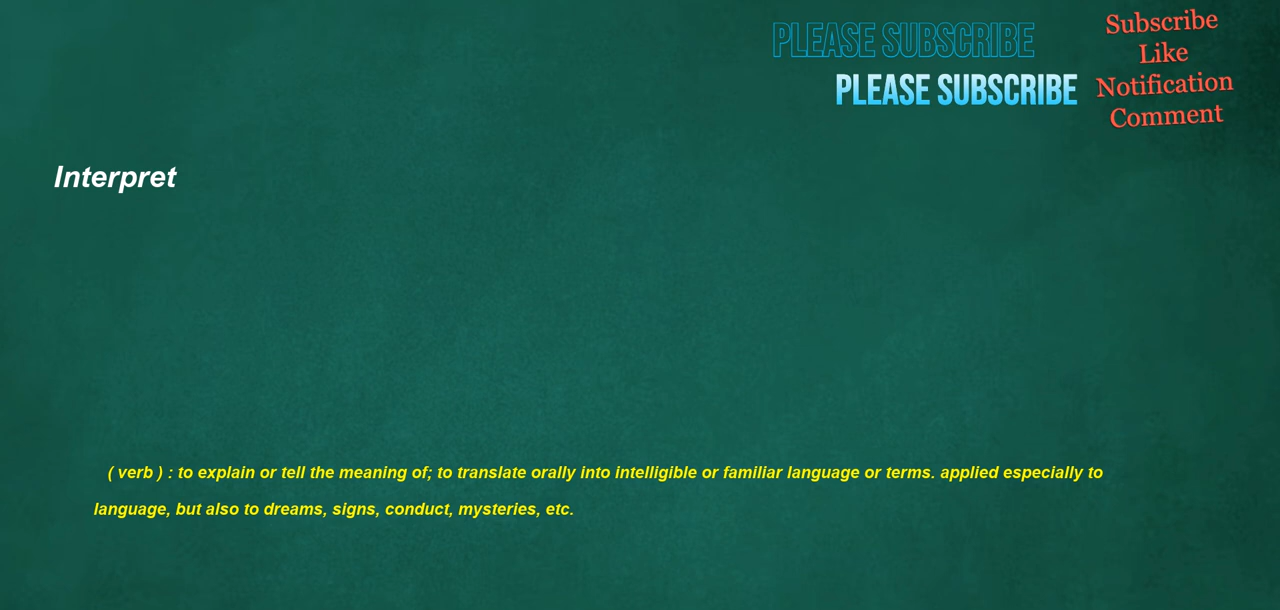 PLEASE SUBSCRIBE
PLEASE SUBSCRIBE
Subscribe
Like
Notification
Comment
Interpret
( verb ) : to explain or tell the meaning of; to translate orally into intelligible or familiar language or terms. applied especially to
language, but also to dreams, signs, conduct, mysteries, etc.